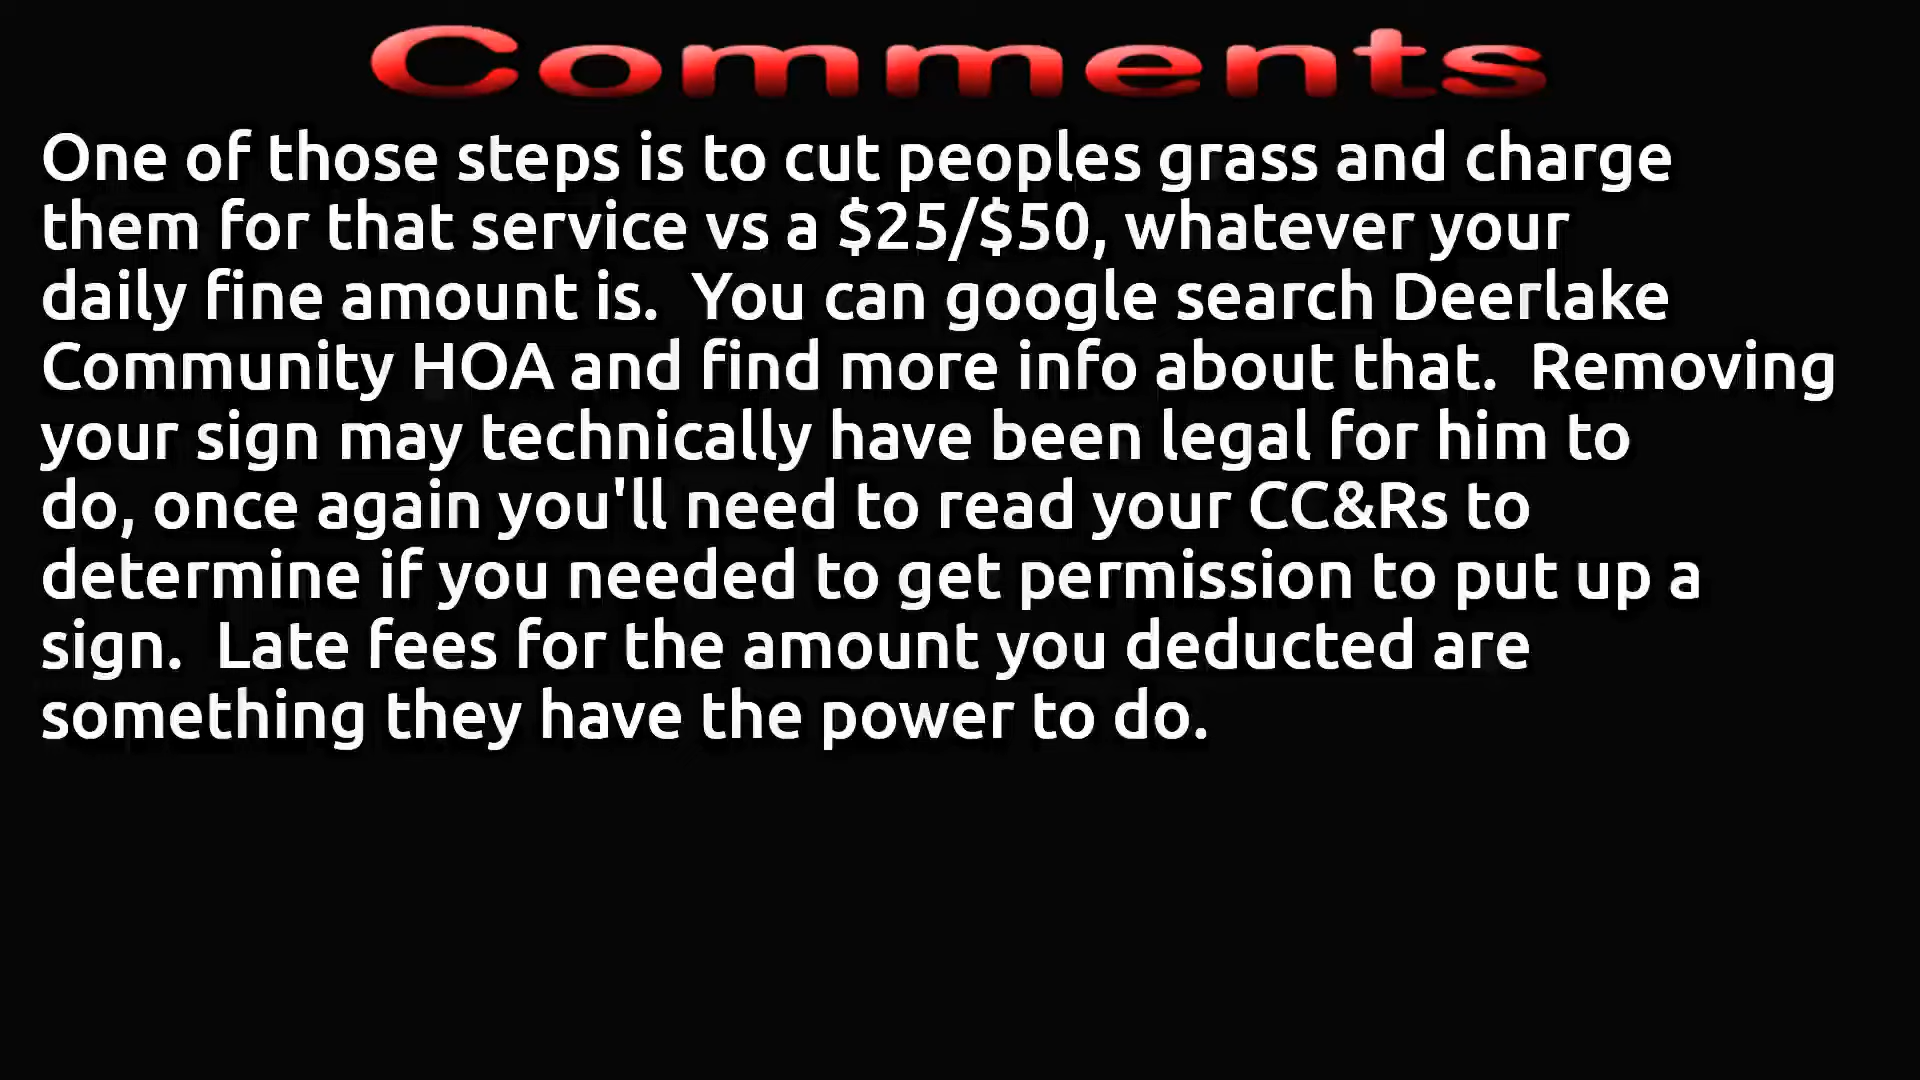 Comments
One of those steps is to cut peoples grass and charge
them for that service vs a $25/$50, whatever your
daily fine amount is.  You can google search Deerlake
Community HOA and find more info about that.  Removing
your sign may technically have been legal for him to
do, once again you'll need to read your CC&Rs to
determine if you needed to get permission to put up a
sign.  Late fees for the amount you deducted are
something they have the power to do.